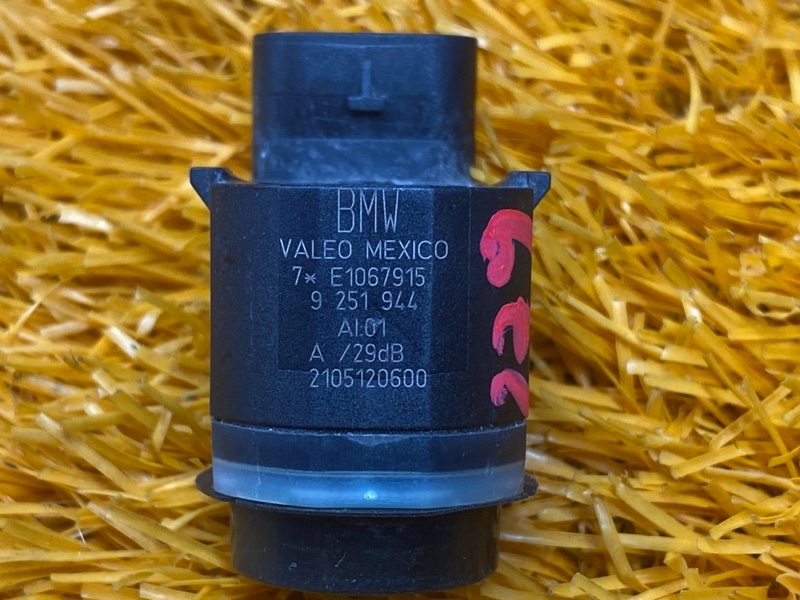 BMW
VALEO MEXICO
7* E1067915
9 251 944
AI.01
A /29dB
2105120600